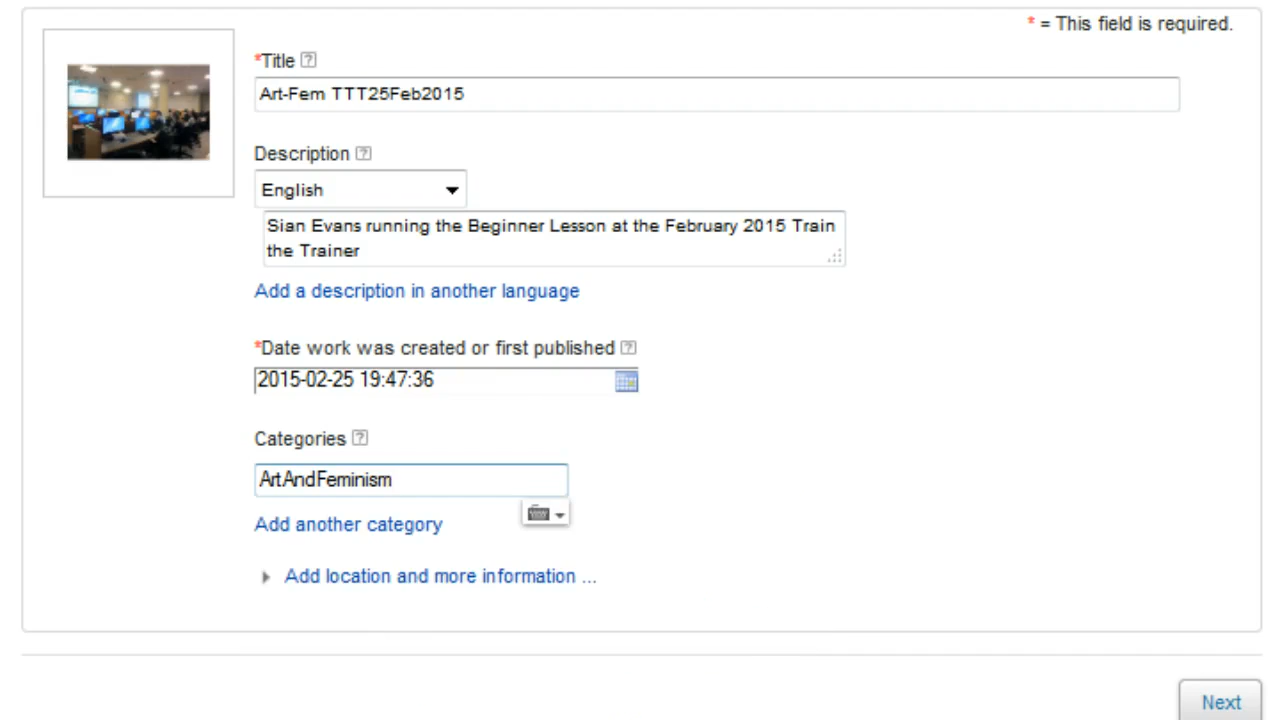 * = This field is required.
*Title ?
Art-Fem TTT25Feb2015
Description ?
English
Sian Evans running the Beginner Lesson at the February 2015 Train
the Trainer
Add a description in another language
*Date work was created or first published ?
2015-02-25 19:47:36
Categories ?
ArtAndFeminism
Add another category
Add location and more information ...
Next